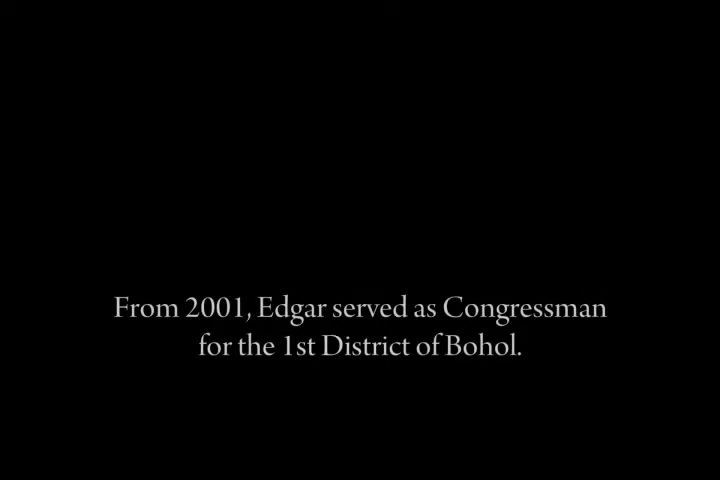 From 2001, Edgar served as Congressman
for the 1st District of Bohol.